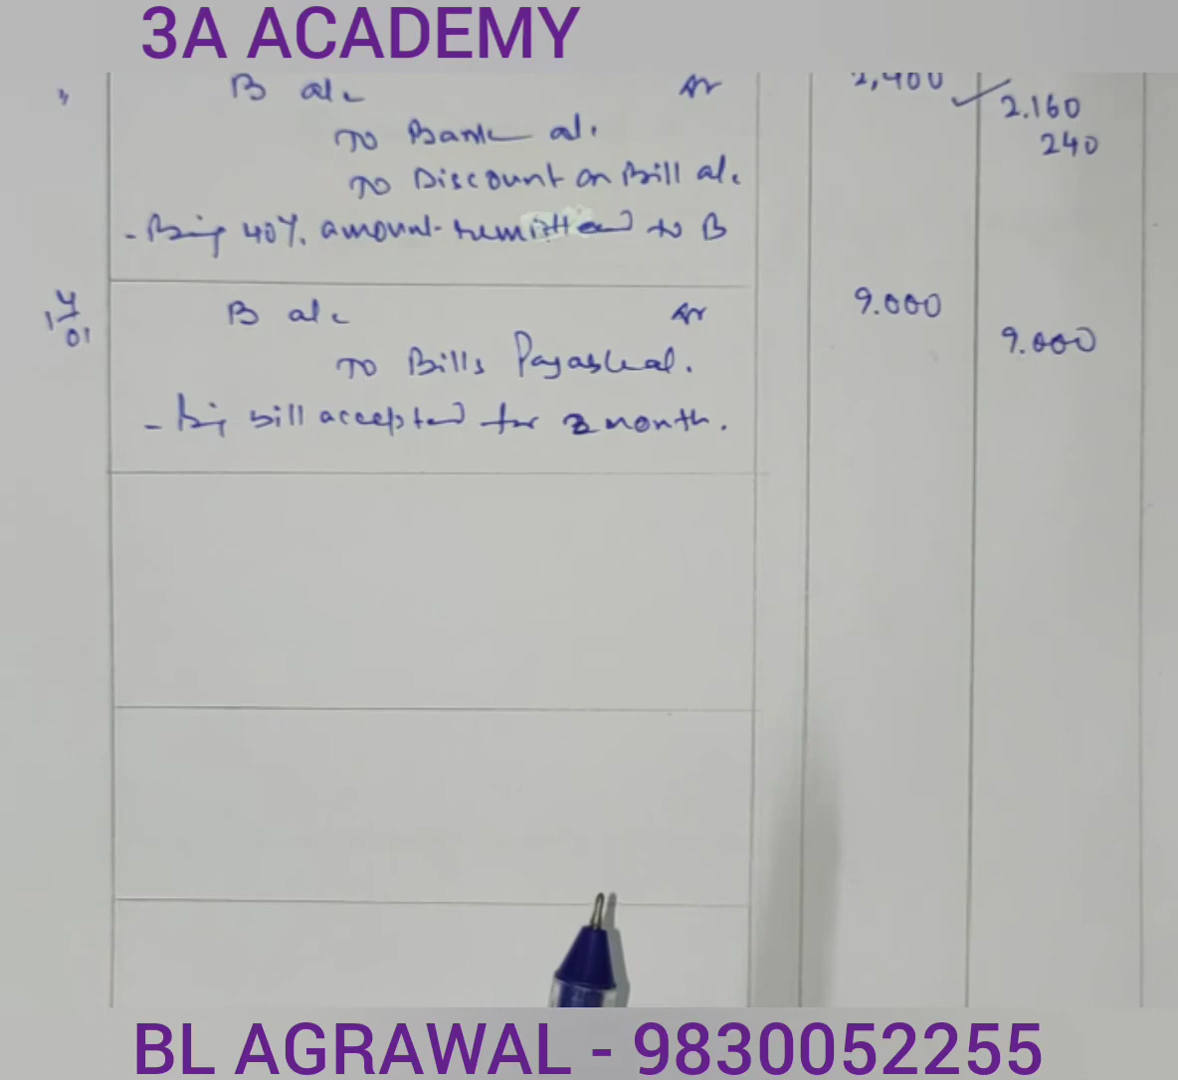 3A ACADEMY
" B a/c Dr 2,400
To Bank a/c 2.160
To Discount on Bill a/c 240
- Being 40% amount remitted to B
1/4/01 B a/c Dr 9.000
To Bills Payable a/c. 9.000
- Being bill accepted for 3 month.
BL AGRAWAL - 9830052255